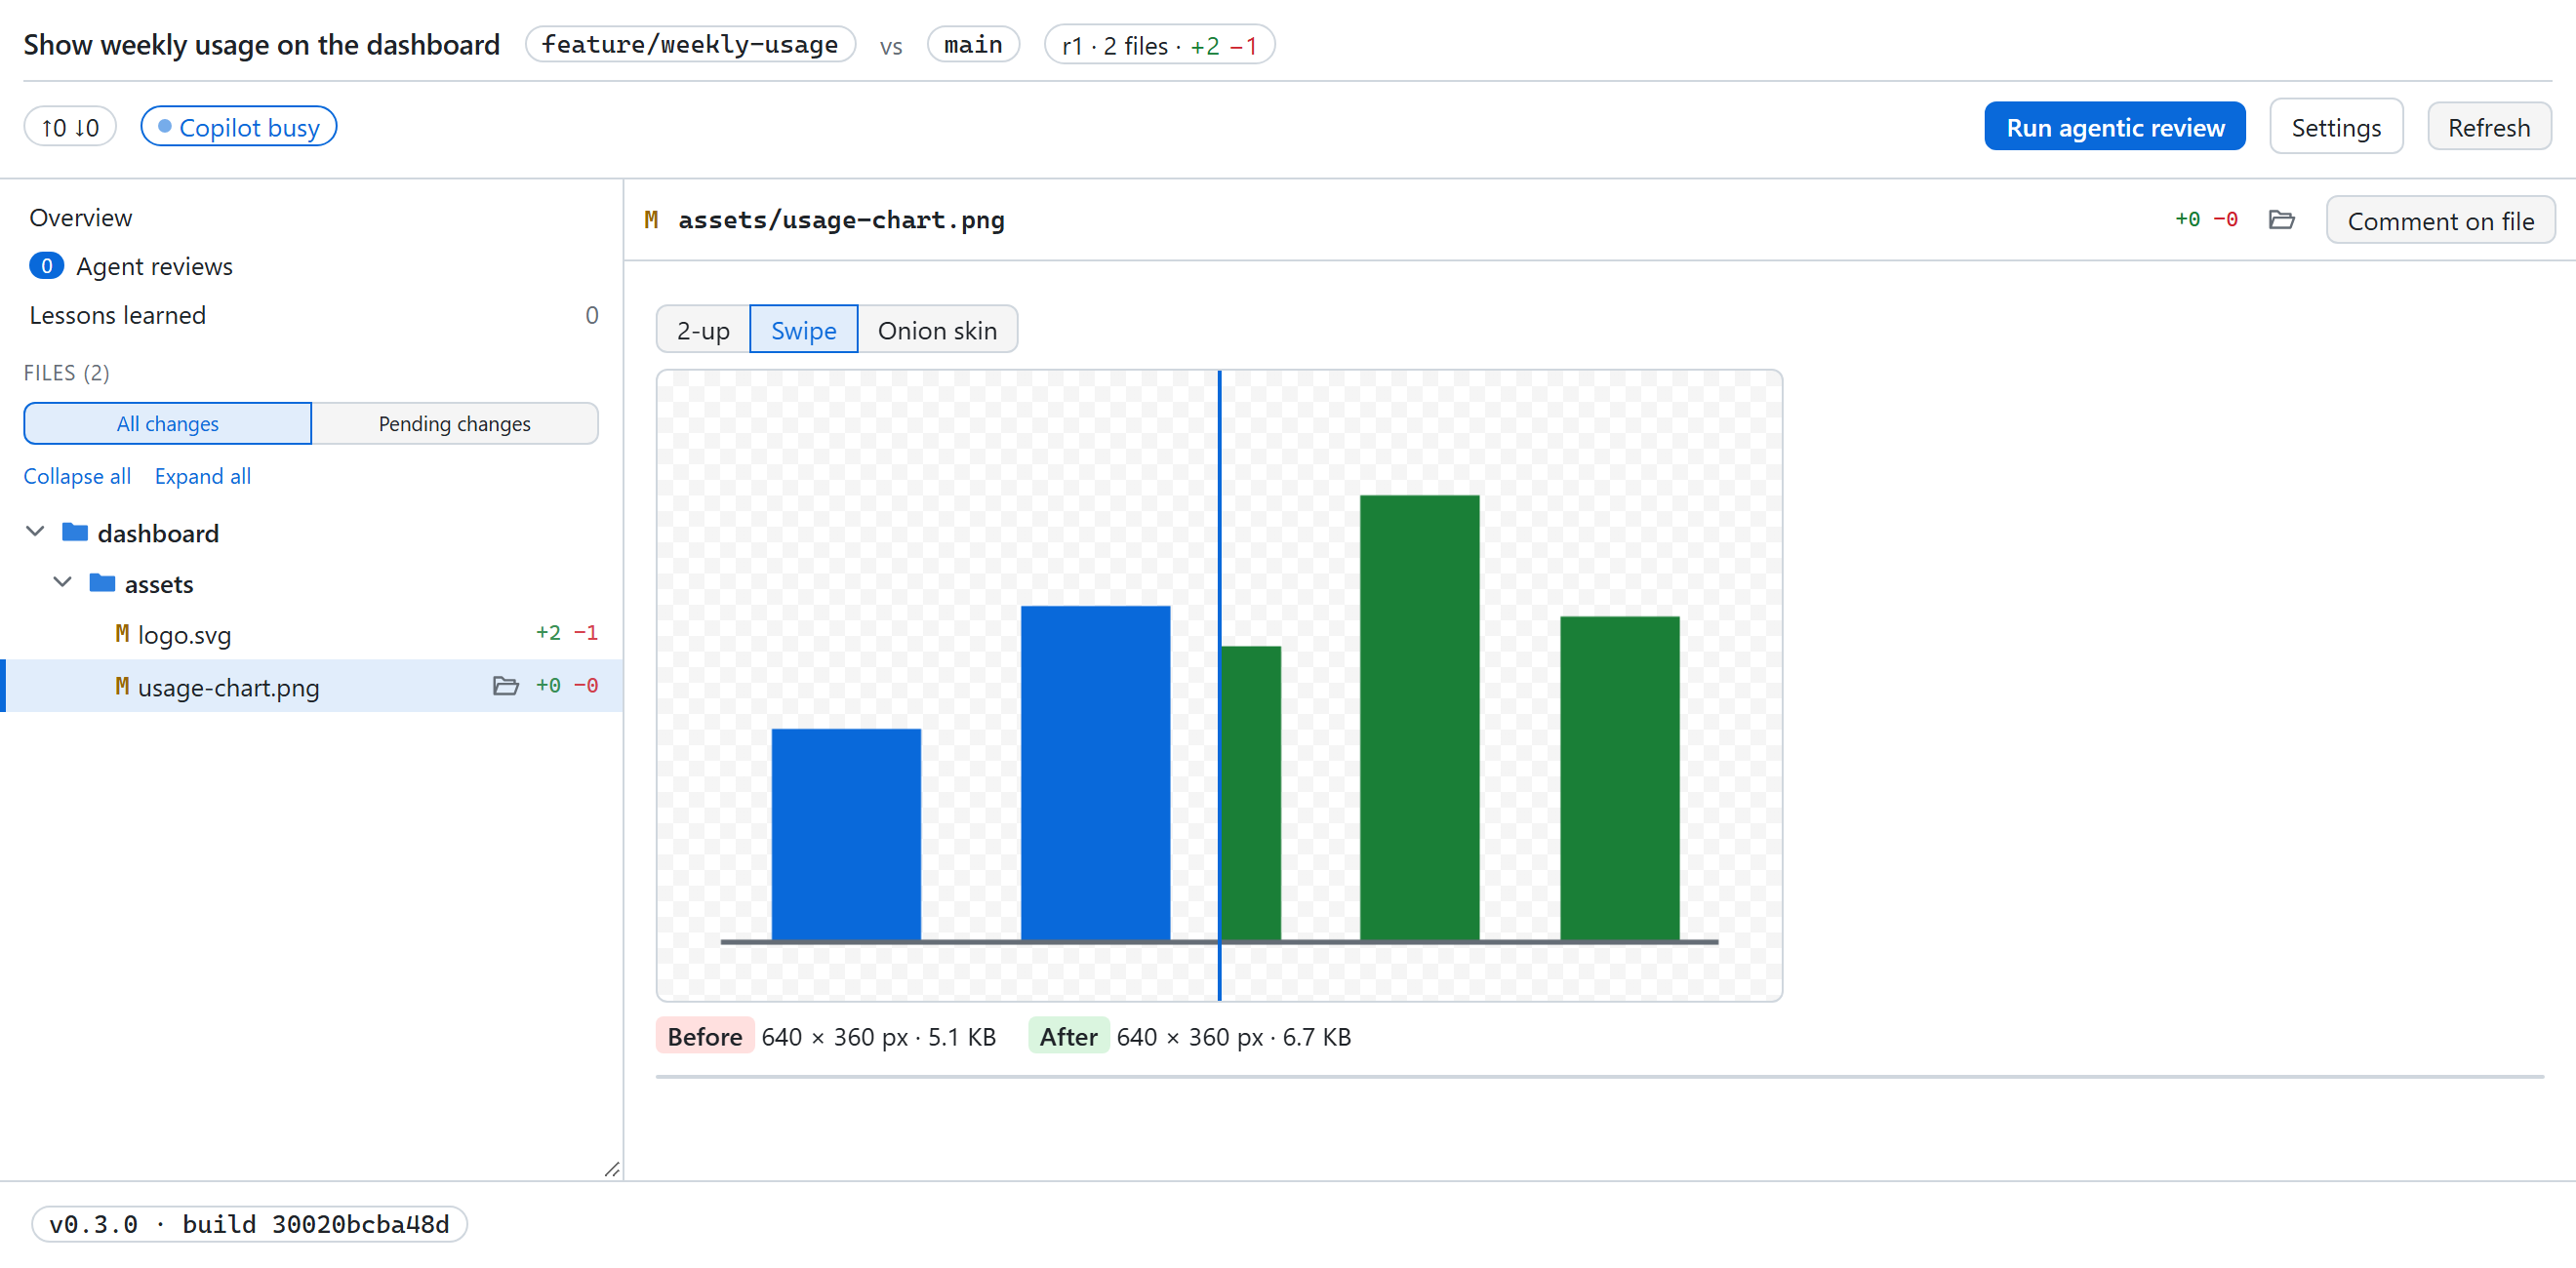 Show weekly usage on the dashboard feature/weekly-usage vs main r1 · 2 files · +2 −1
↑0 ↓0 Copilot busy Run agentic review Settings Refresh
Overview
0 Agent reviews
Lessons learned 0
FILES (2)
All changes Pending changes
Collapse all Expand all
dashboard
assets
M logo.svg +2 −1
M usage-chart.png +0 −0
M assets/usage-chart.png +0 −0 Comment on file
2-up Swipe Onion skin
Before 640 × 360 px · 5.1 KB After 640 × 360 px · 6.7 KB
v0.3.0 · build 30020bcba48d